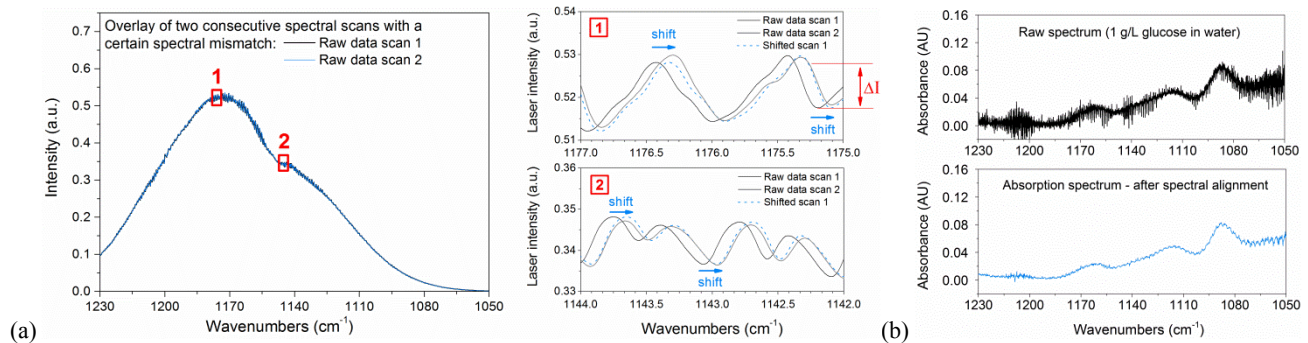 Overlay of two consecutive spectral scans with a
certain spectral mismatch:
Raw data scan 1
Raw data scan 2
1
2
Intensity (a.u.)
0.6
0.5
0.4
0.3
0.2
0.1
0.0
1230 1200 1170 1140 1110 1080 1050
Wavenumbers (cm⁻¹)
(a)
1
shift
Raw data scan 1
Raw data scan 2
Shifted scan 1
ΔI
shift
Laser intensity (a.u.)
0.54
0.53
0.52
0.51
1177.0 1176.5 1176.0 1175.5 1175.0
2
shift
Raw data scan 1
Raw data scan 2
Shifted scan 1
shift
Laser intensity (a.u.)
0.36
0.35
0.34
0.33
1144.0 1143.5 1143.0 1142.5 1142.0
Wavenumbers (cm⁻¹)
(b)
Raw spectrum (1 g/L glucose in water)
Absorbance (AU)
0.16
0.12
0.08
0.04
0.00
1230 1200 1170 1140 1110 1080 1050
Absorption spectrum - after spectral alignment
Absorbance (AU)
0.16
0.12
0.08
0.04
0.00
1230 1200 1170 1140 1110 1080 1050
Wavenumbers (cm⁻¹)